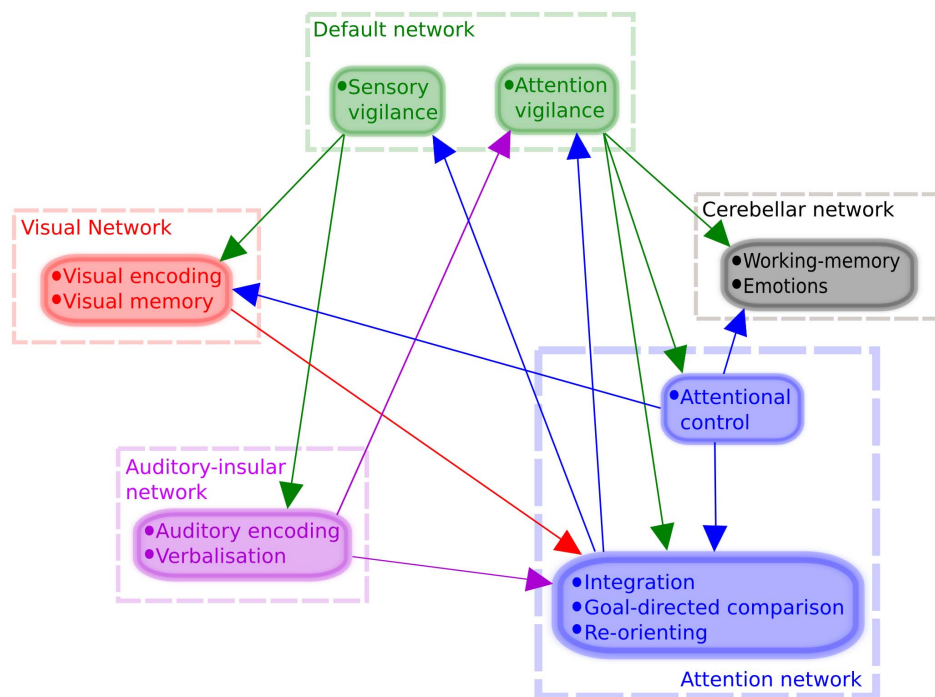 Default network
• Sensory
vigilance
• Attention
vigilance
Visual Network
• Visual encoding
• Visual memory
Cerebellar network
• Working-memory
• Emotions
• Attentional
control
Auditory-insular
network
• Auditory encoding
• Verbalisation
• Integration
• Goal-directed comparison
• Re-orienting
Attention network